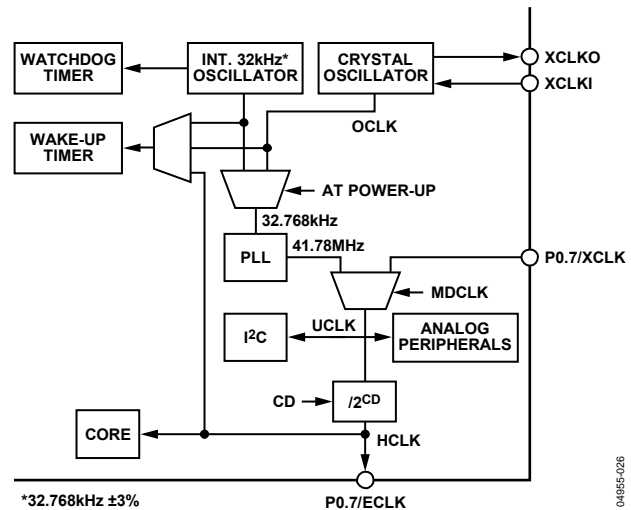 WATCHDOG
TIMER
INT. 32kHz*
OSCILLATOR
CRYSTAL
OSCILLATOR
XCLKO
XCLKI
OCLK
WAKE-UP
TIMER
AT POWER-UP
32.768kHz
PLL
41.78MHz
P0.7/XCLK
MDCLK
I2C
UCLK
ANALOG
PERIPHERALS
CD
/2CD
CORE
HCLK
*32.768kHz ±3%
P0.7/ECLK
04955-026